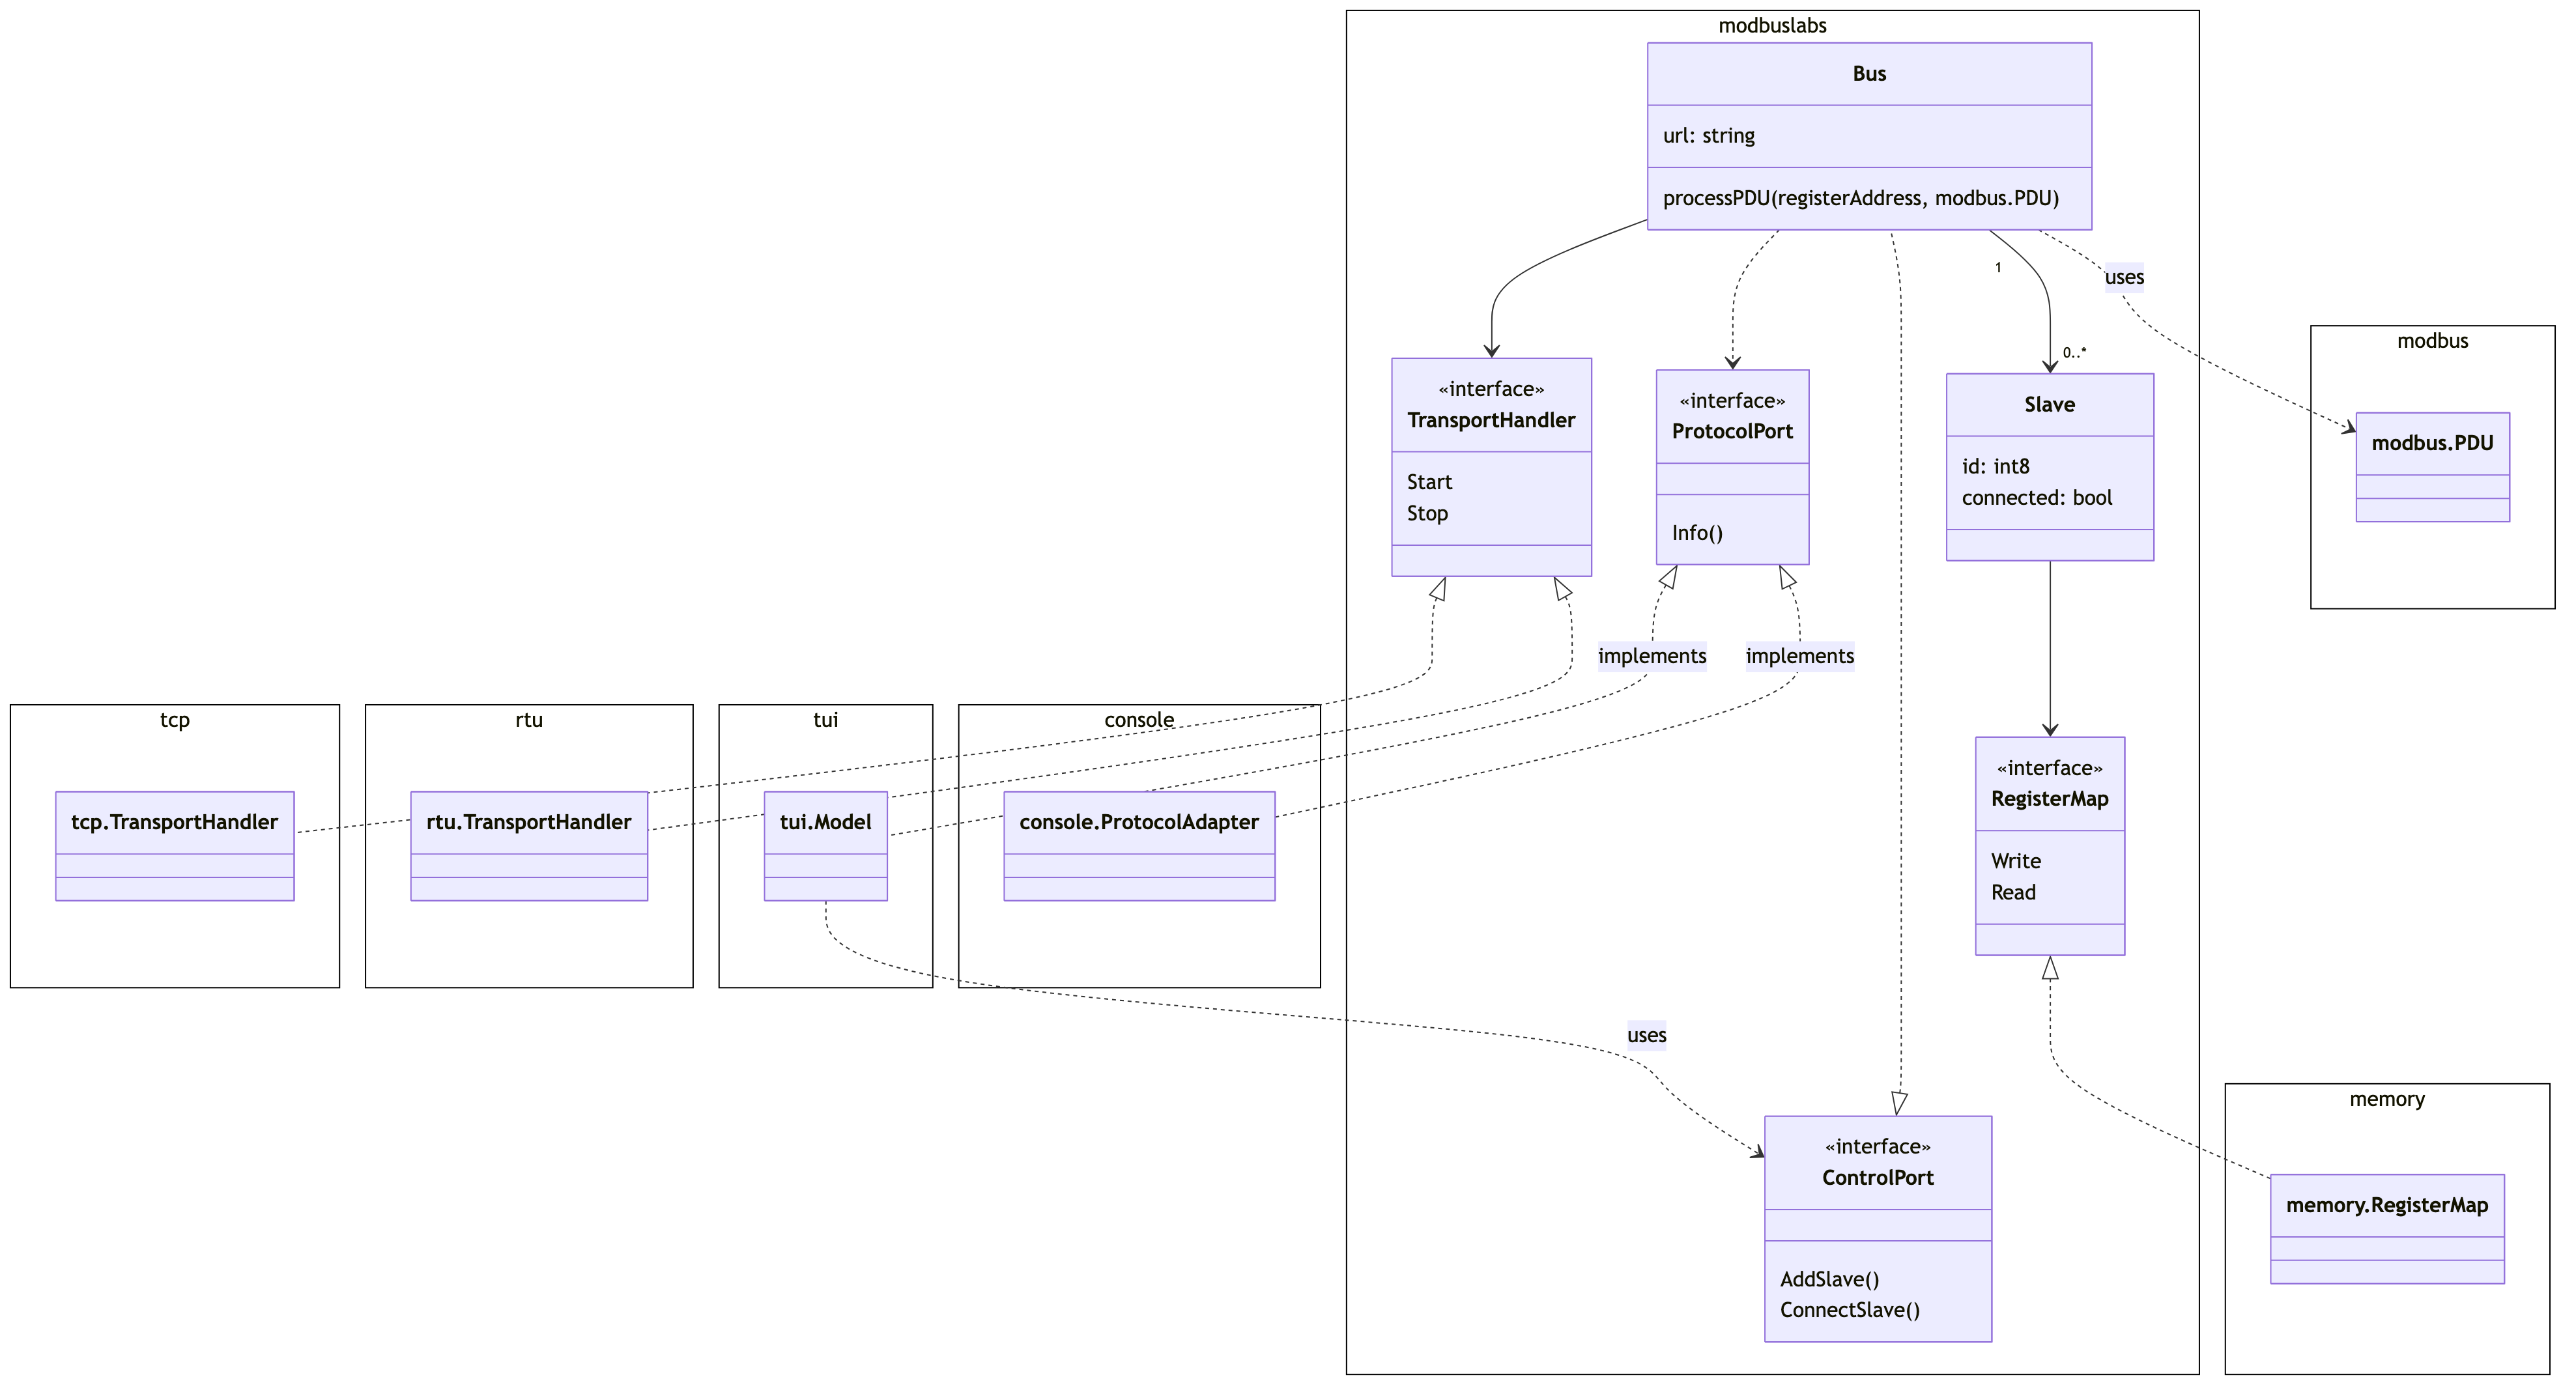 modbuslabs
Bus
url: string
processPDU(registerAddress, modbus.PDU)
1
uses
0..*
modbus
modbus.PDU
«interface»
TransportHandler
Start
Stop
«interface»
ProtocolPort
Info()
Slave
id: int8
connected: bool
implements
implements
tcp
tcp.TransportHandler
rtu
rtu.TransportHandler
tui
tui.Model
console
console.ProtocolAdapter
«interface»
RegisterMap
Write
Read
uses
«interface»
ControlPort
AddSlave()
ConnectSlave()
memory
memory.RegisterMap